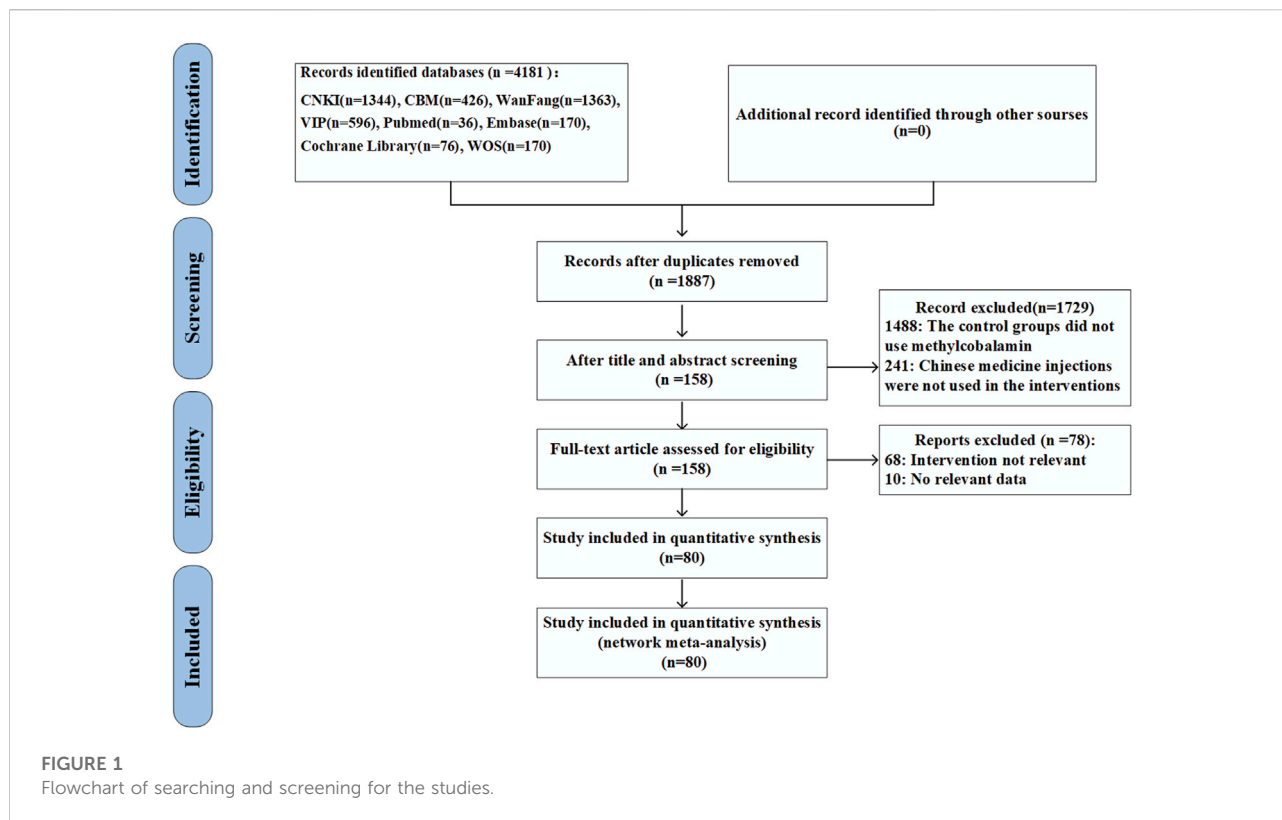 Identification
Records identified databases (n =4181 ) :
CNKI(n=1344), CBM(n=426), WanFang(n=1363),
VIP(n=596), Pubmed(n=36), Embase(n=170),
Cochrane Library(n=76), WOS(n=170)
Additional record identified through other sourses
(n=0)
Screening
Records after duplicates removed
(n =1887)
Record excluded(n=1729)
1488: The control groups did not
use methylcobalamin
241: Chinese medicine injections
were not used in the interventions
After title and abstract screening
(n =158)
Eligibility
Full-text article assessed for eligibility
(n =158)
Reports excluded (n =78):
68: Intervention not relevant
10: No relevant data
Study included in quantitative synthesis
(n=80)
Included
Study included in quantitative synthesis
(network meta-analysis)
(n=80)
FIGURE 1
Flowchart of searching and screening for the studies.